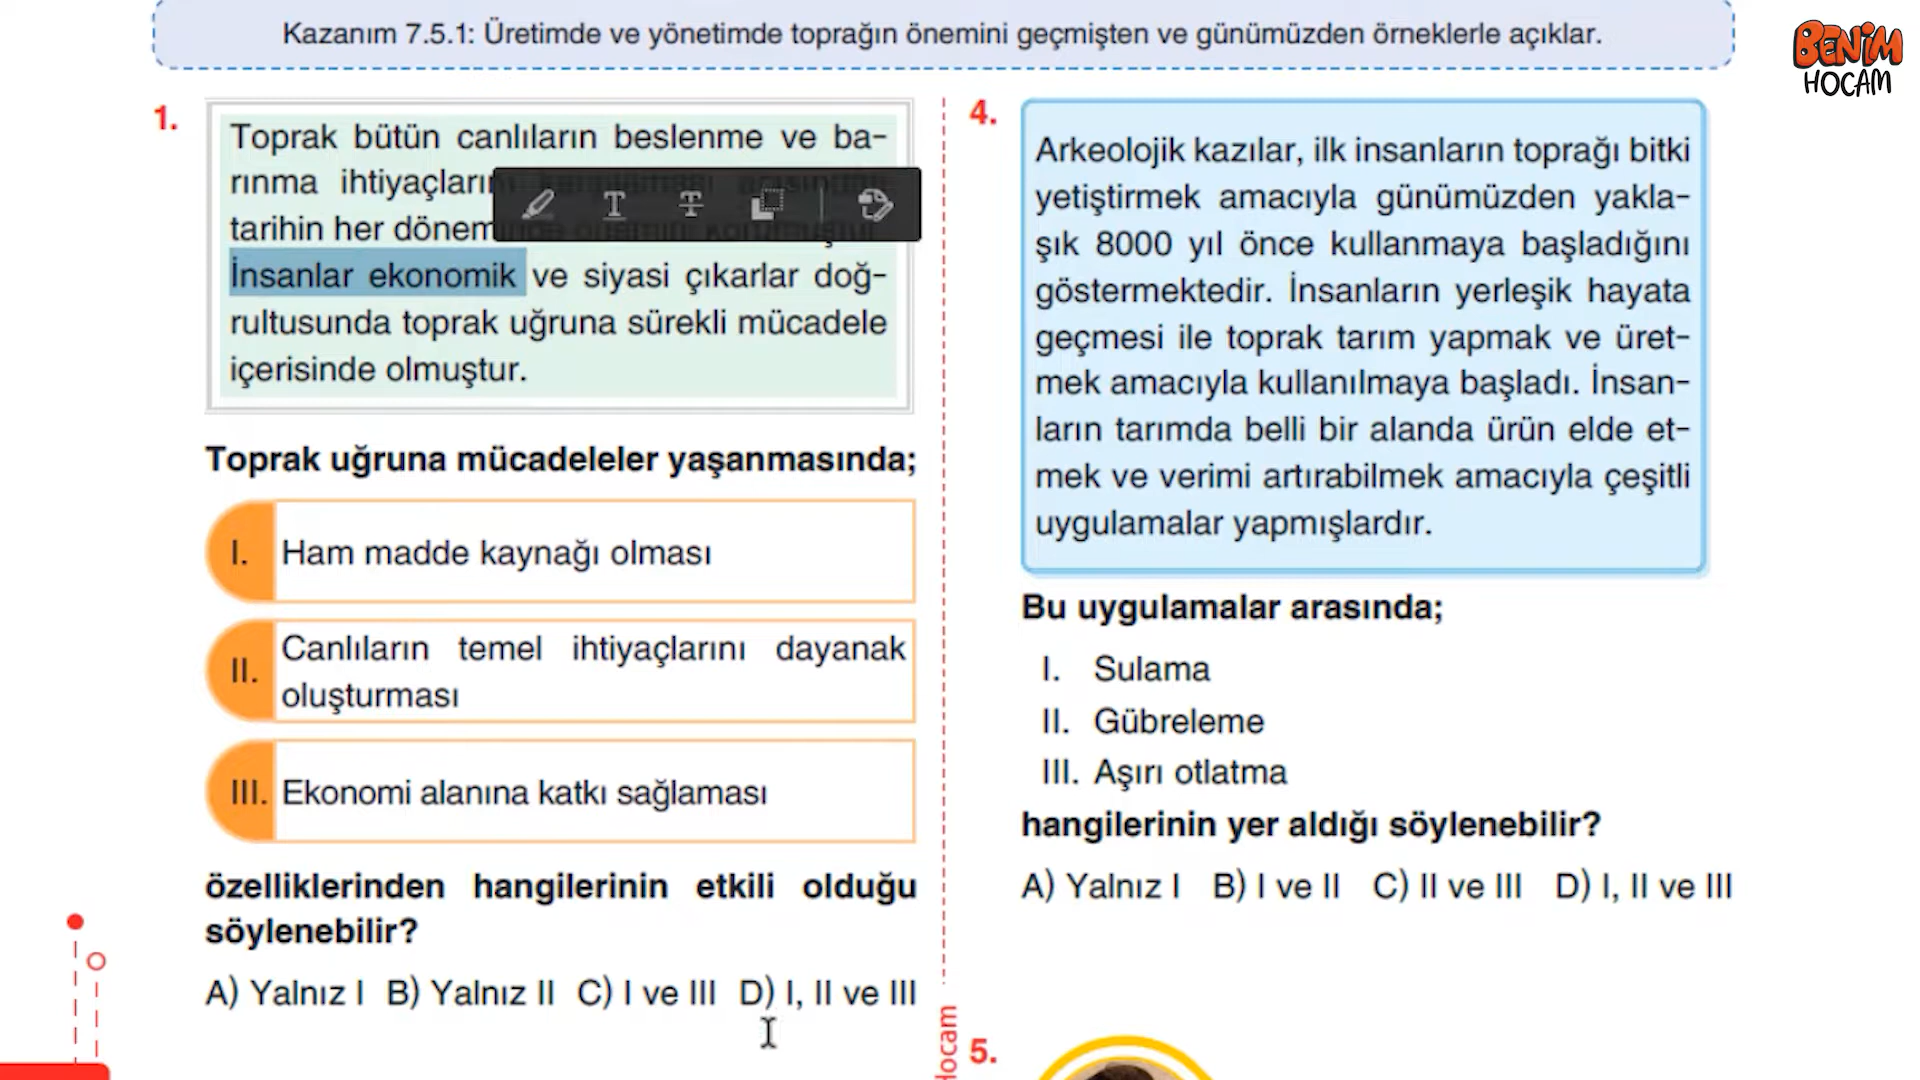 Kazanım 7.5.1: Üretimde ve yönetimde toprağın önemini geçmişten ve günümüzden örneklerle açıklar.
BENİM
HOCAM
1.
Toprak bütün canlıların beslenme ve ba-
rınma ihtiyaçların
tarihin her döneminde önemini korumuştur.
İnsanlar ekonomik ve siyasi çıkarlar doğ-
rultusunda toprak uğruna sürekli mücadele
içerisinde olmuştur.
Toprak uğruna mücadeleler yaşanmasında;
I. Ham madde kaynağı olması
II. Canlıların temel ihtiyaçlarını dayanak
oluşturması
III. Ekonomi alanına katkı sağlaması
özelliklerinden hangilerinin etkili olduğu
söylenebilir?
A) Yalnız I B) Yalnız II C) I ve III D) I, II ve III
4.
Arkeolojik kazılar, ilk insanların toprağı bitki
yetiştirmek amacıyla günümüzden yakla-
şık 8000 yıl önce kullanmaya başladığını
göstermektedir. İnsanların yerleşik hayata
geçmesi ile toprak tarım yapmak ve üret-
mek amacıyla kullanılmaya başladı. İnsan-
ların tarımda belli bir alanda ürün elde et-
mek ve verimi artırabilmek amacıyla çeşitli
uygulamalar yapmışlardır.
Bu uygulamalar arasında;
I. Sulama
II. Gübreleme
III. Aşırı otlatma
hangilerinin yer aldığı söylenebilir?
A) Yalnız I B) I ve II C) II ve III D) I, II ve III
Hocam
5.